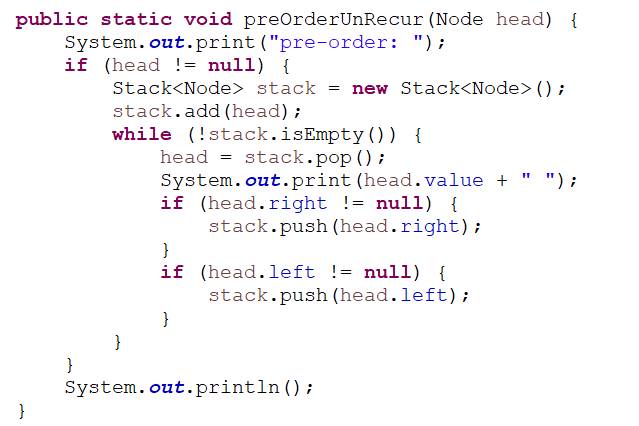 public static void preOrderUnRecur(Node head) {
    System.out.print("pre-order: ");
    if (head != null) {
        Stack<Node> stack = new Stack<Node>();
        stack.add(head);
        while (!stack.isEmpty()) {
            head = stack.pop();
            System.out.print(head.value + " ");
            if (head.right != null) {
                stack.push(head.right);
            }
            if (head.left != null) {
                stack.push(head.left);
            }
        }
    }
    System.out.println();
}